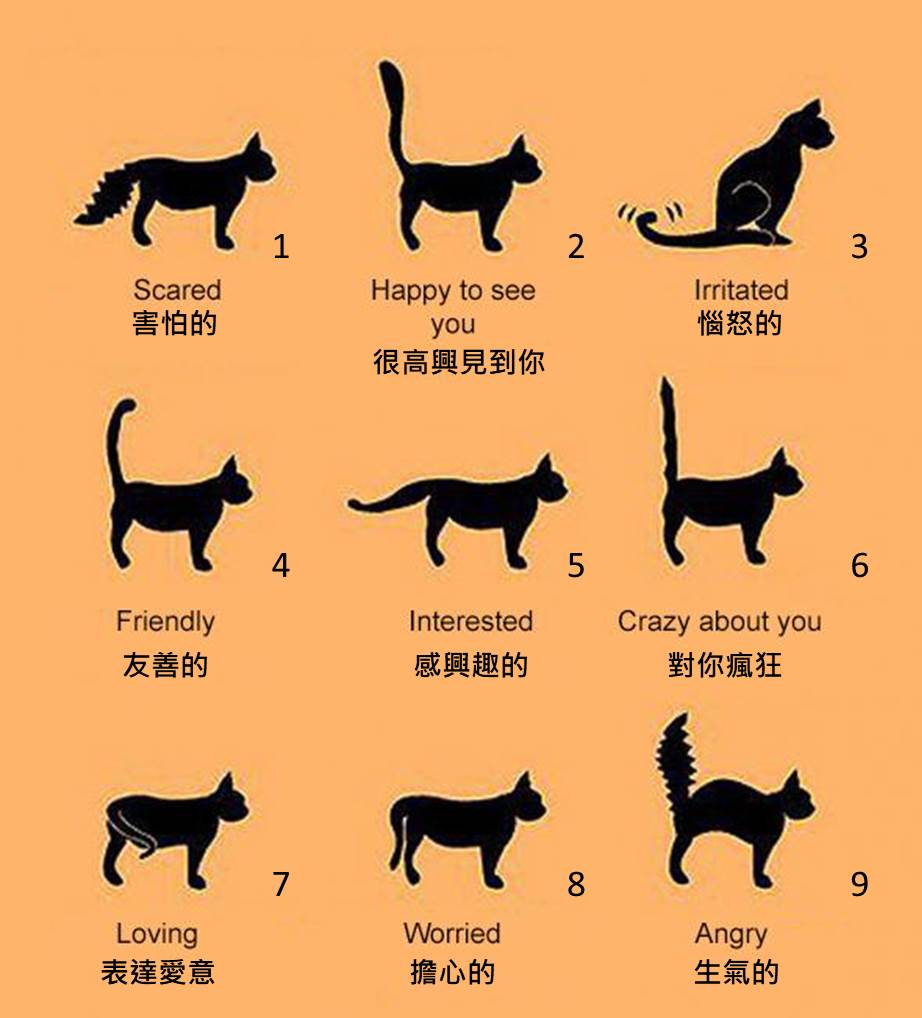 1
2
3
Scared
害怕的
Happy to see
you
很高興見到你
Irritated
惱怒的
4
5
6
Friendly
友善的
Interested
感興趣的
Crazy about you
對你瘋狂
7
8
9
Loving
表達愛意
Worried
擔心的
Angry
生氣的